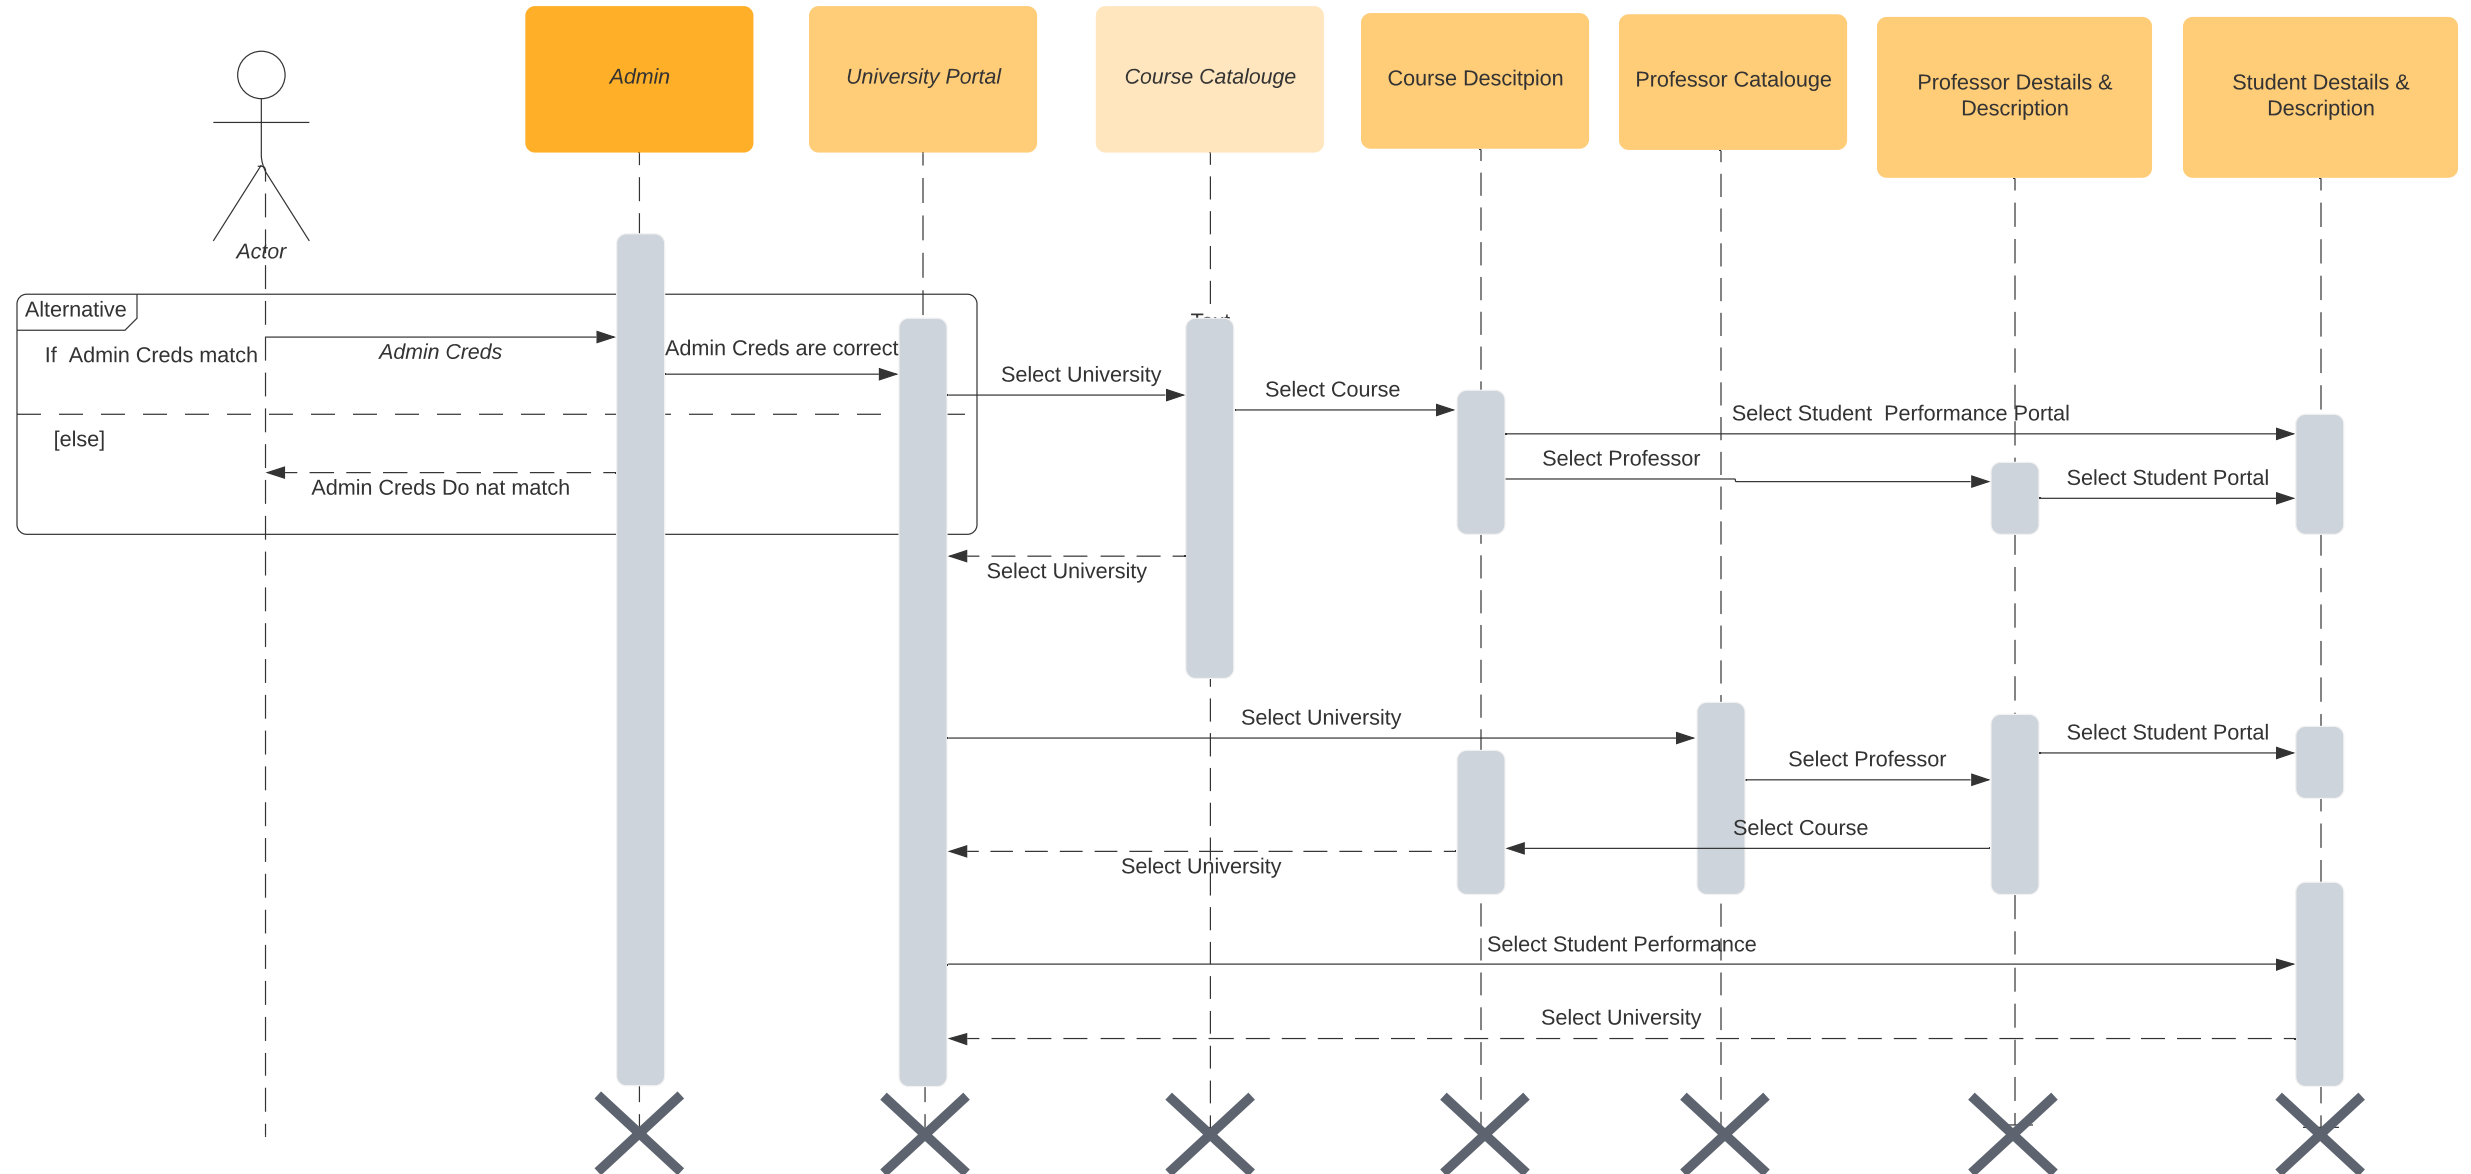 Admin
University Portal
Course Catalouge
Course Descitpion
Professor Catalouge
Professor Destails &
Description
Student Destails &
Description
Actor
Alternative
If  Admin Creds match
Admin Creds
Admin Creds are correct
Select University
Select Course
Select Student  Performance Portal
[else]
Select Professor
Select Student Portal
Admin Creds Do nat match
Select University
Select University
Select Student Portal
Select Professor
Select Course
Select University
Select Student Performance
Select University